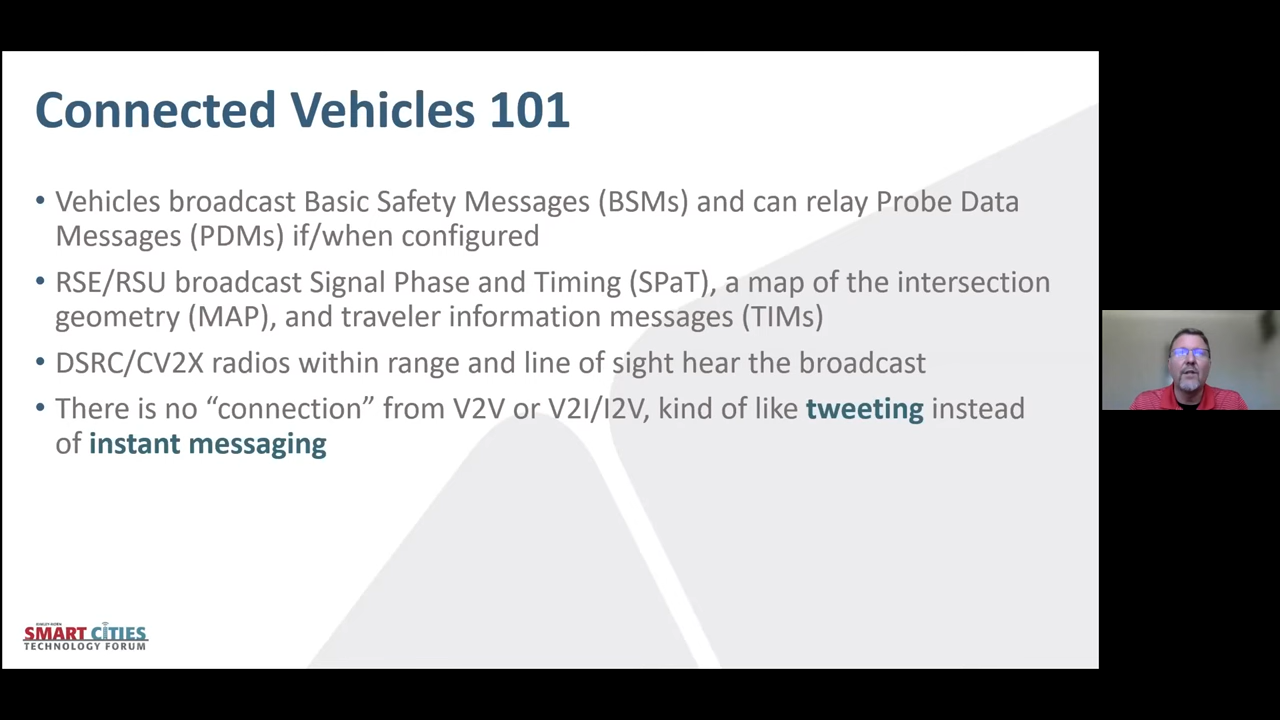 Connected Vehicles 101
• Vehicles broadcast Basic Safety Messages (BSMs) and can relay Probe Data
Messages (PDMs) if/when configured
• RSE/RSU broadcast Signal Phase and Timing (SPaT), a map of the intersection
geometry (MAP), and traveler information messages (TIMs)
• DSRC/CV2X radios within range and line of sight hear the broadcast
• There is no “connection” from V2V or V2I/I2V, kind of like tweeting instead
of instant messaging
SMART CITIES
TECHNOLOGY FORUM